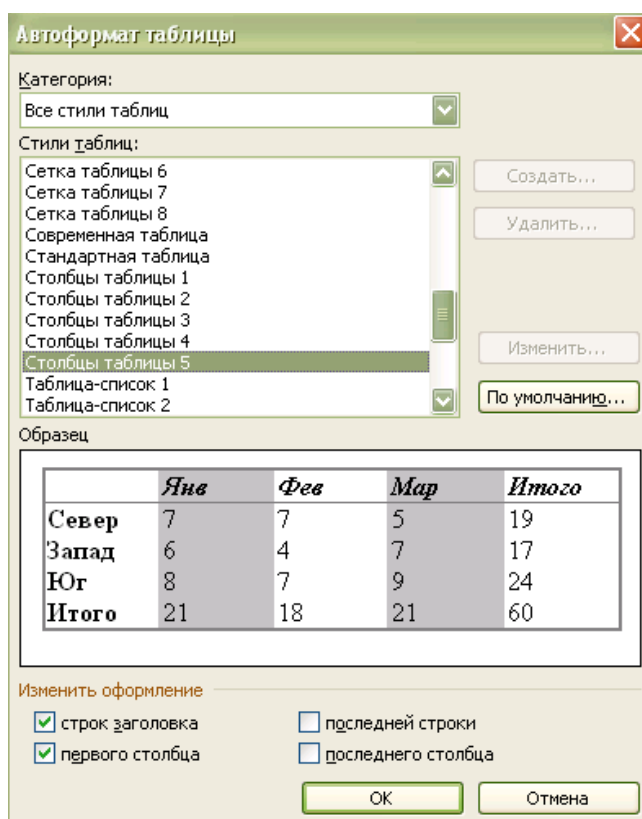 Автоформат таблицы
Категория:
Все стили таблиц
Стили таблиц:
Сетка таблицы 6
Сетка таблицы 7
Сетка таблицы 8
Современная таблица
Стандартная таблица
Столбцы таблицы 1
Столбцы таблицы 2
Столбцы таблицы 3
Столбцы таблицы 4
Столбцы таблицы 5
Таблица-список 1
Таблица-список 2
Создать...
Удалить...
Изменить...
По умолчанию...
Образец
Янв Фев Мар Итого
Север 7 7 5 19
Запад 6 4 7 17
Юг 8 7 9 24
Итого 21 18 21 60
Изменить оформление
строк заголовка
последней строки
первого столбца
последнего столбца
ОК
Отмена